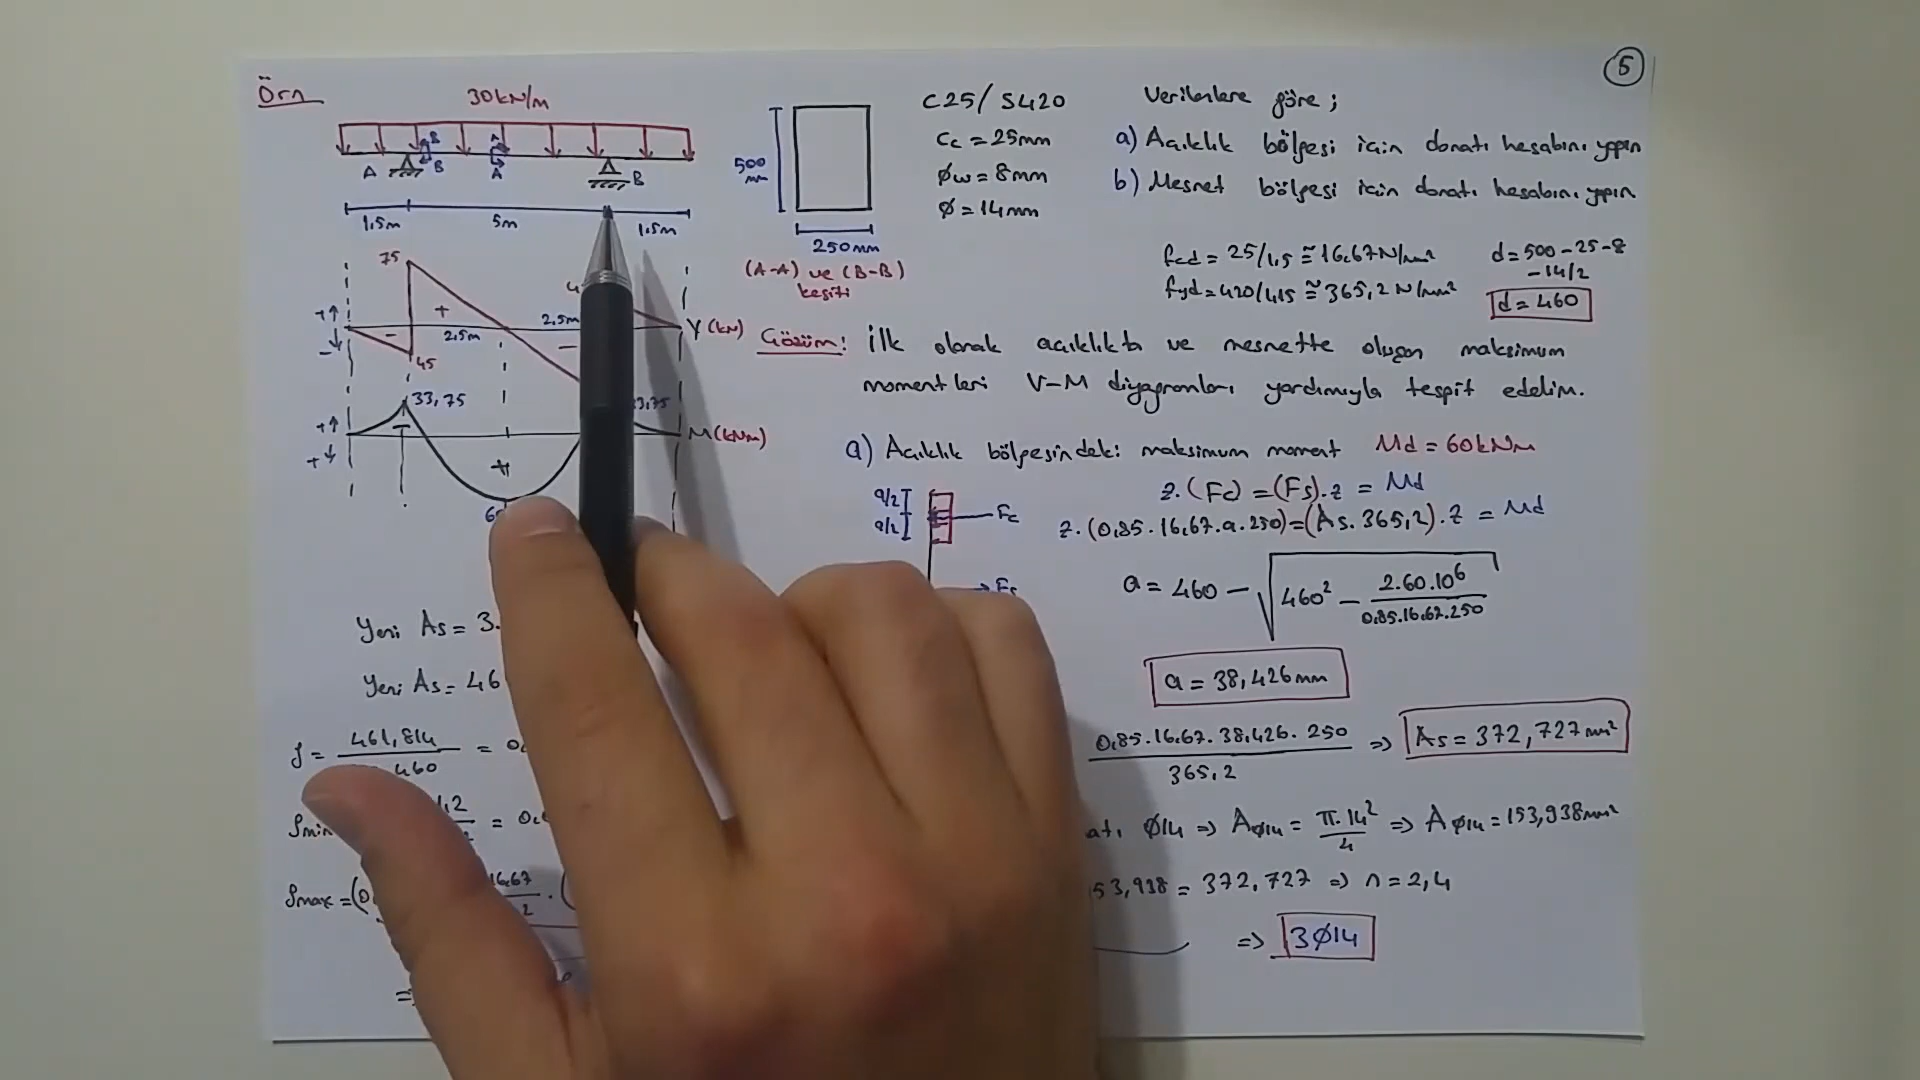 5
Örn
30kN/m
B
A
A
B
A
B
1.5m
5m
1.5m
500
mm
250mm
(A-A) ve (B-B)
kesiti
C25/S420
Cc = 25mm
Øw = 8mm
Ø = 14mm
Verilenlere göre;
a) Açıklık bölgesi için donatı hesabını yapın
b) Mesnet bölgesi için donatı hesabını yapın
fcd = 25/1,5 ≅ 16,67 N/mm²
fyd = 420/1,15 ≅ 365,2 N/mm²
d = 500-25-8
-14/2
d = 460
75
+
-
2.5m
2.5m
-
45
+↑
-↓
V(kN)
33,75
33,75
+↑
+↓
-
+
M(kNm)
Çözüm: İlk olarak açıklıkta ve mesnette oluşan maksimum
momentleri V-M diyagramları yardımıyla tespit edelim.
a) Açıklık bölgesindeki maksimum moment Md = 60kNm
a/2
a/2
Fc
Fs
z.(Fc) = (Fs).z = Md
z.(0,85.16,67.a.250) = (As.365,2).z = Md
a = 460 - √460² - 2.60.10⁶ / 0,85.16,67.250
a = 38,426mm
0,85.16,67.38,426.250 / 365,2 => As = 372,727mm²
Ø14 => AØ14 = π.14² / 4 => AØ14 = 153,938mm²
53,938 = 372,727 => n = 2,4
=> 3Ø14
Yeni As = 3.
Yeni As = 46
ρ = 461,814 / 460 =
ρmin
ρmax = (0
16,67